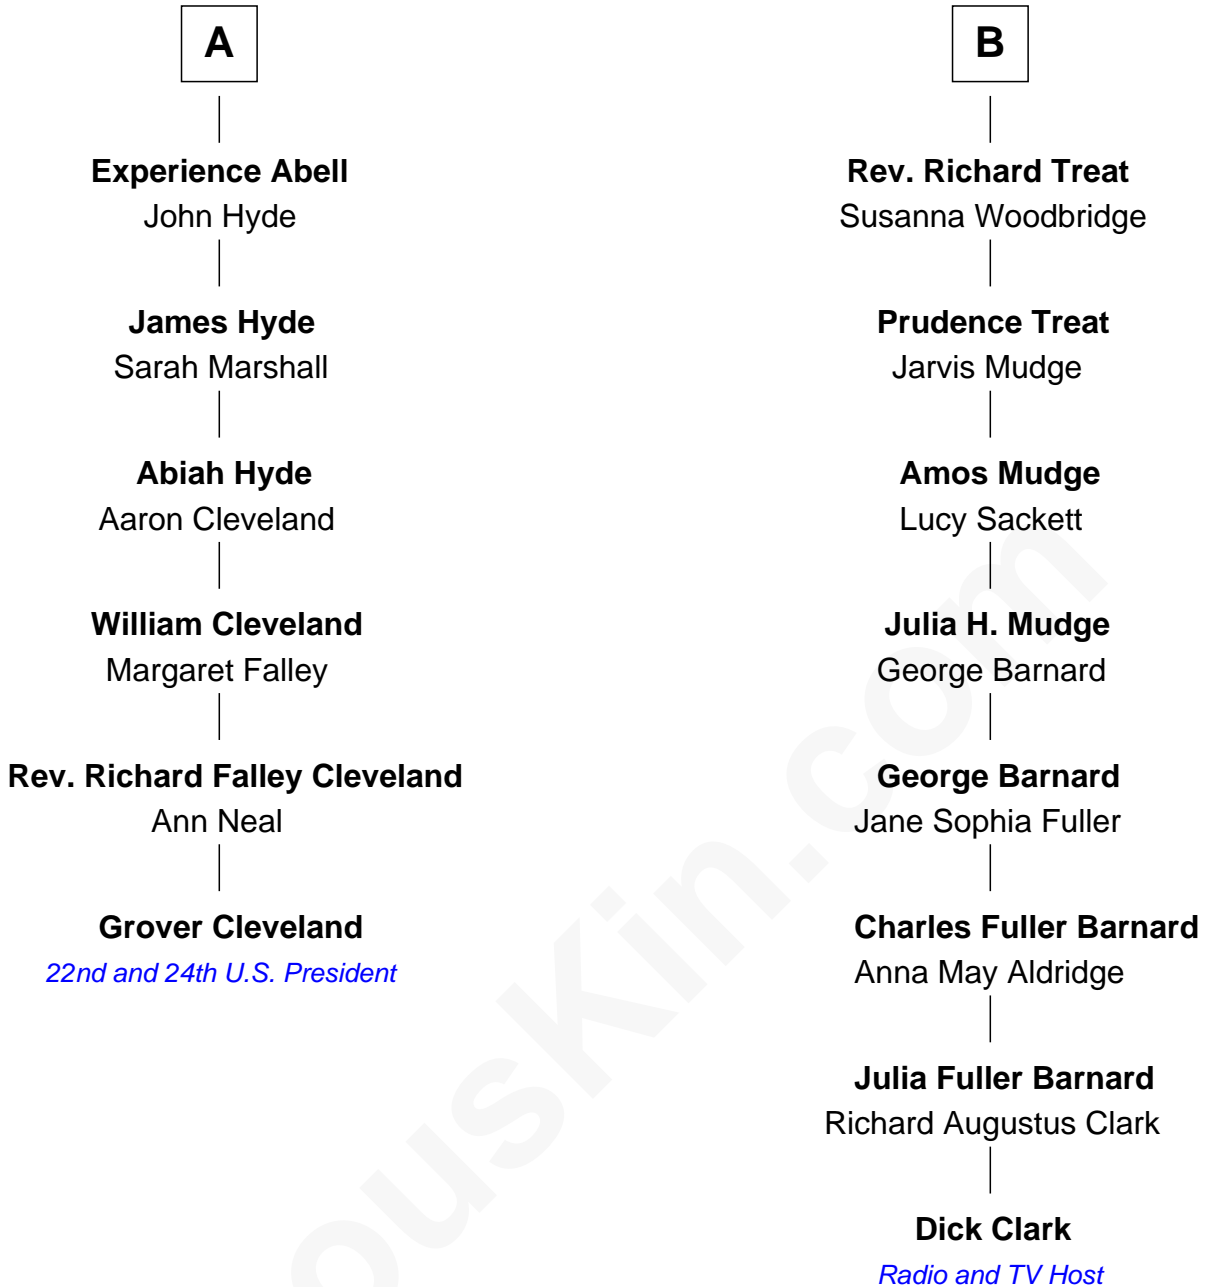 A
Experience Abell
John Hyde
James Hyde
Sarah Marshall
Abiah Hyde
Aaron Cleveland
William Cleveland
Margaret Falley
Rev. Richard Falley Cleveland
Ann Neal
Grover Cleveland
22nd and 24th U.S. President
B
Rev. Richard Treat
Susanna Woodbridge
Prudence Treat
Jarvis Mudge
Amos Mudge
Lucy Sackett
Julia H. Mudge
George Barnard
George Barnard
Jane Sophia Fuller
Charles Fuller Barnard
Anna May Aldridge
Julia Fuller Barnard
Richard Augustus Clark
Dick Clark
Radio and TV Host
ousKin.com